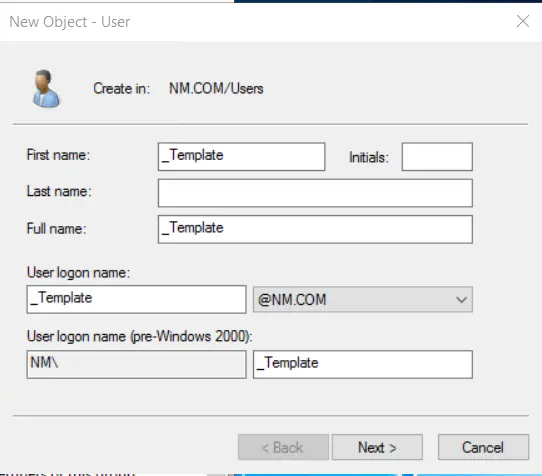 New Object - User
Create in: NM.COM/Users
First name: _Template Initials:
Last name:
Full name: _Template
User logon name:
_Template @NM.COM
User logon name (pre-Windows 2000):
NM\ _Template
< Back Next > Cancel